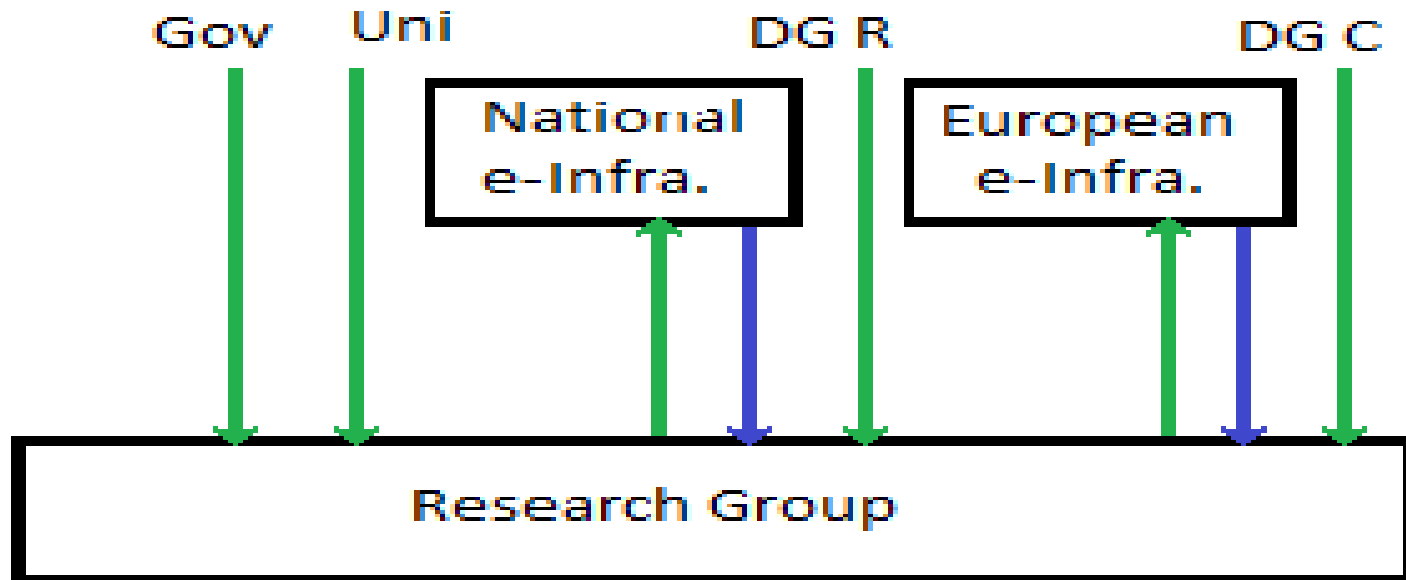 Gov
Uni
DG R
DG C
National
e-Infra.
European
e-Infra.
Research Group